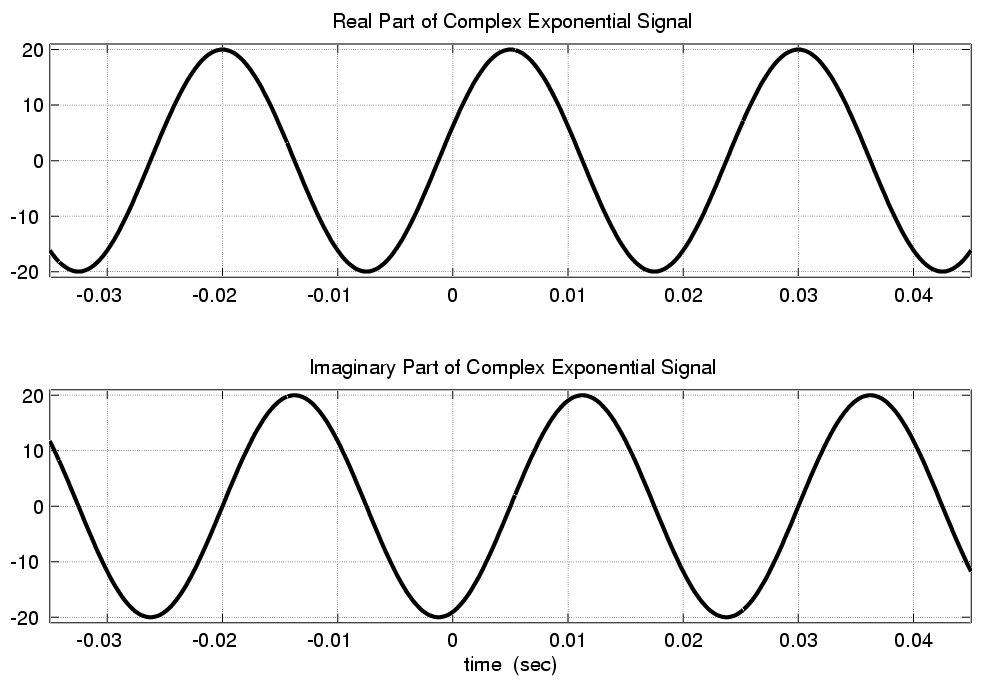 Real Part of Complex Exponential Signal
20
10
0
-10
-20
-0.03 -0.02 -0.01 0 0.01 0.02 0.03 0.04
Imaginary Part of Complex Exponential Signal
20
10
0
-10
-20
-0.03 -0.02 -0.01 0 0.01 0.02 0.03 0.04
time (sec)